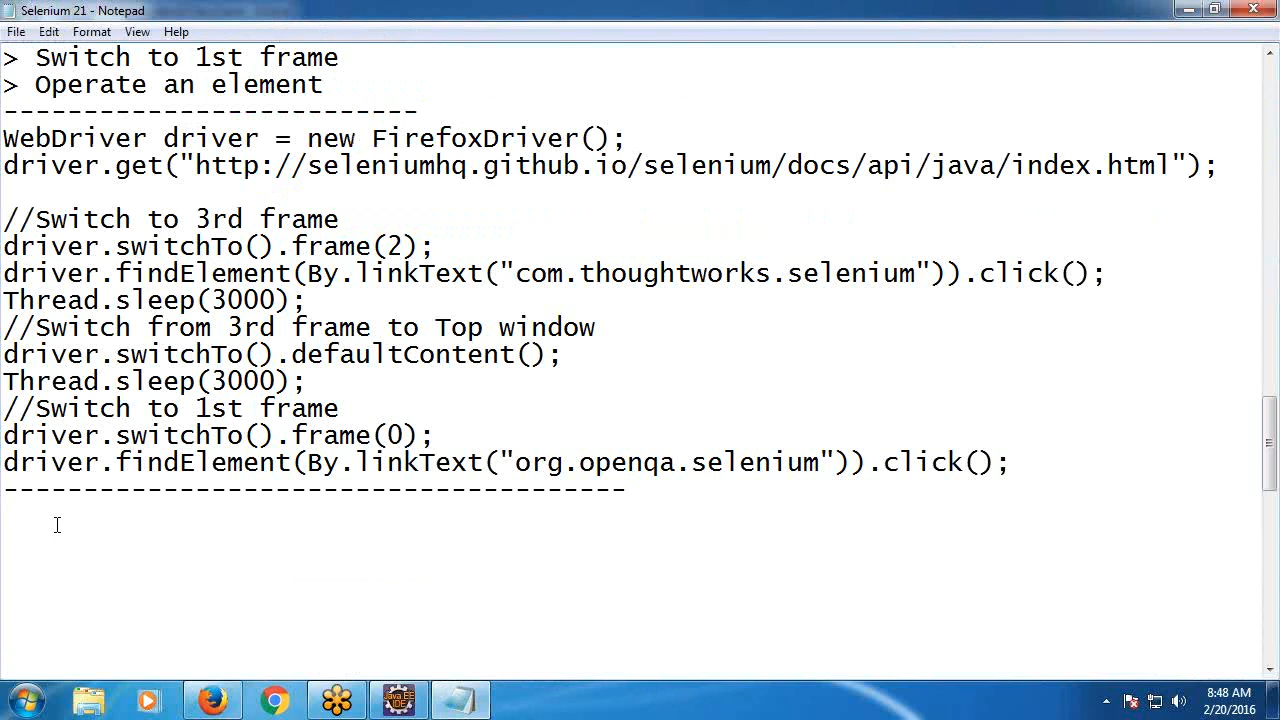 Selenium 21 - Notepad
File Edit Format View Help
> Switch to 1st frame
> Operate an element
--------------------------
WebDriver driver = new FirefoxDriver();
driver.get("http://seleniumhq.github.io/selenium/docs/api/java/index.html");
//Switch to 3rd frame
driver.switchTo().frame(2);
driver.findElement(By.linkText("com.thoughtworks.selenium")).click();
Thread.sleep(3000);
//Switch from 3rd frame to Top window
driver.switchTo().defaultContent();
Thread.sleep(3000);
//Switch to 1st frame
driver.switchTo().frame(0);
driver.findElement(By.linkText("org.openqa.selenium")).click();
---------------------------------------
Java EE
IDE
8:48 AM
2/20/2016